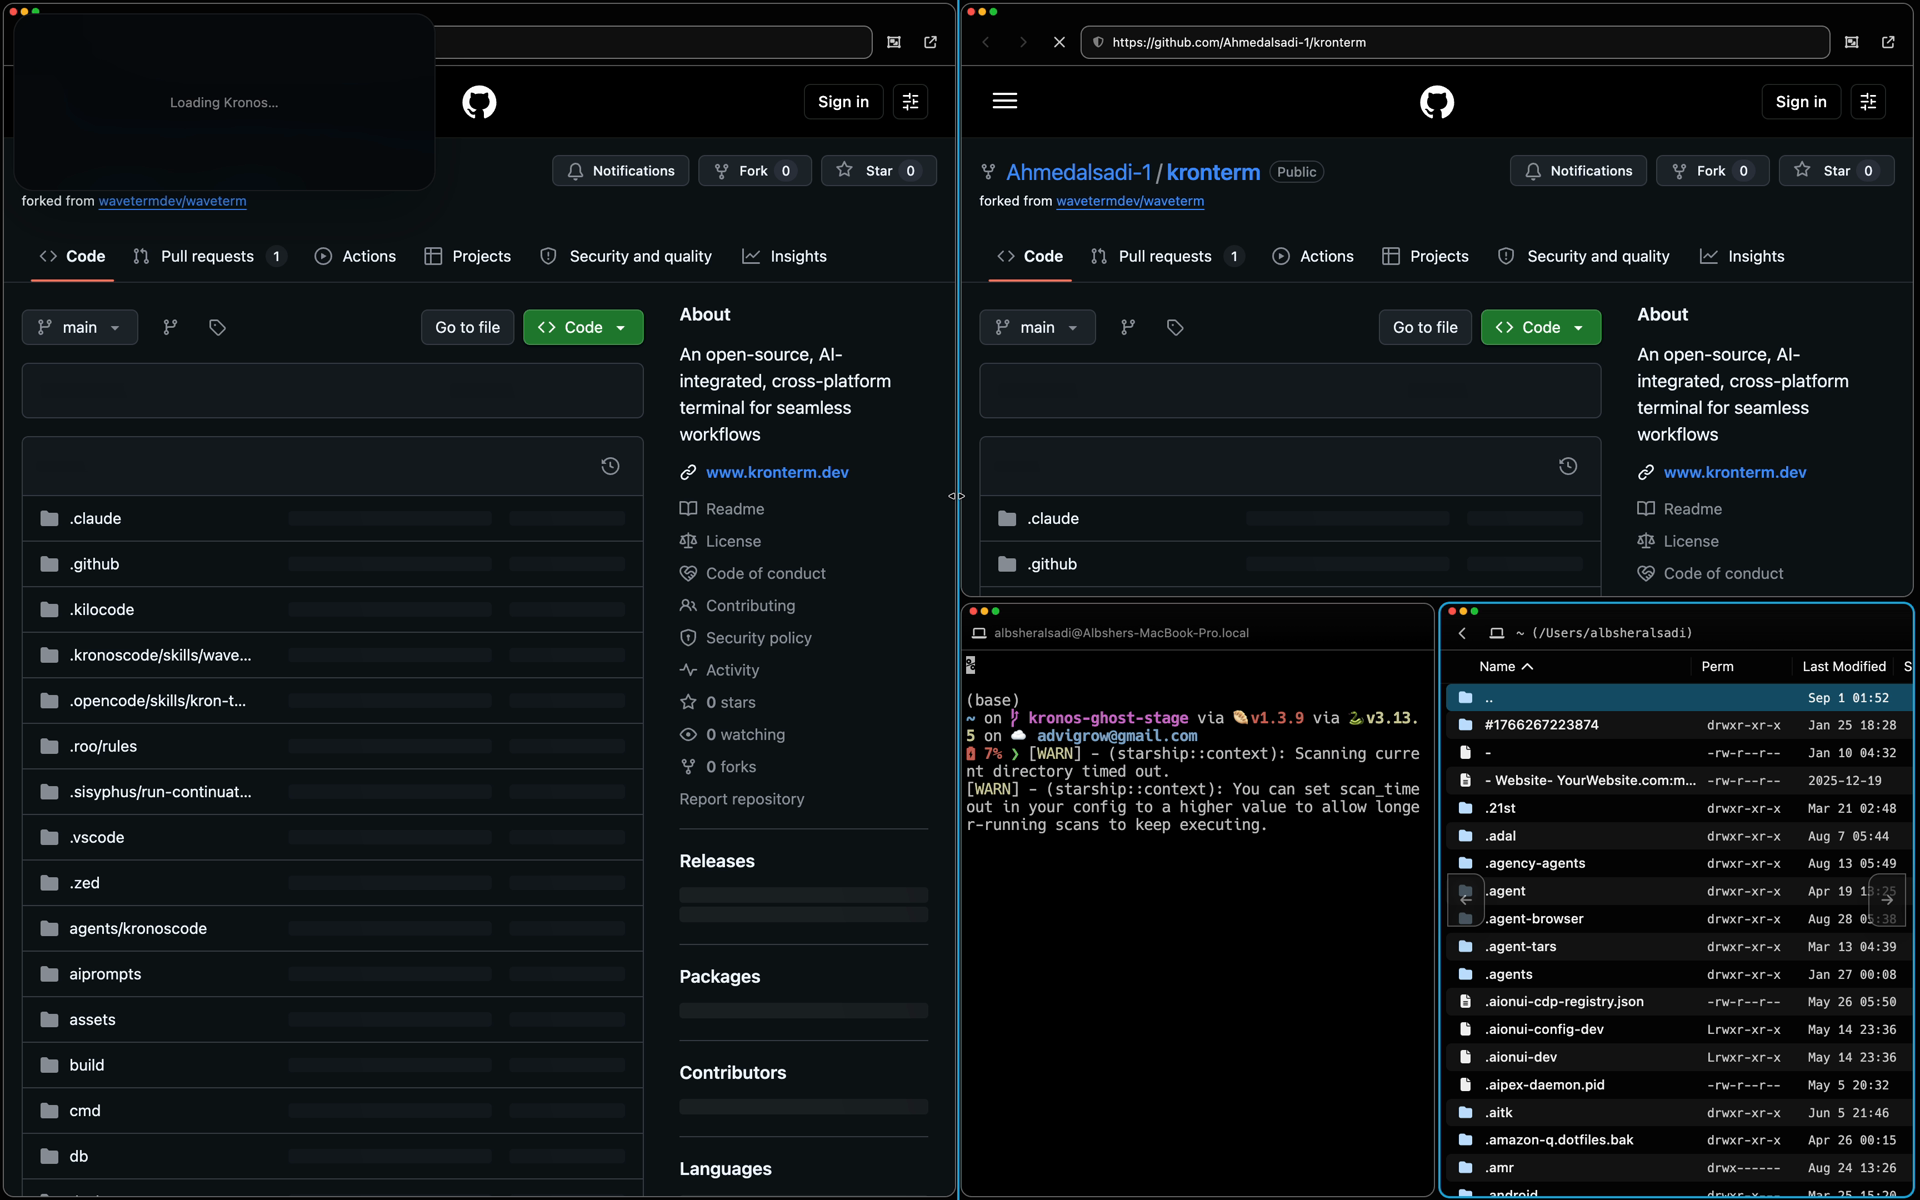 Loading Kronos...
Sign in
Notifications
Fork 0
Star 0
forked from wavetermdev/waveterm
Code
Pull requests 1
Actions
Projects
Security and quality
Insights
main
Go to file
Code
.claude
.github
.kilocode
.kronoscode/skills/wave...
.opencode/skills/kron-t...
.roo/rules
.sisyphus/run-continuat...
.vscode
.zed
agents/kronoscode
aiprompts
assets
build
cmd
db
About
An open-source, AI-
integrated, cross-platform
terminal for seamless
workflows
www.kronterm.dev
Readme
License
Code of conduct
Contributing
Security policy
Activity
0 stars
0 watching
0 forks
Report repository
Releases
Packages
Contributors
Languages
https://github.com/Ahmedalsadi-1/kronterm
Sign in
Ahmedalsadi-1/kronterm Public
Notifications
Fork 0
Star 0
forked from wavetermdev/waveterm
Code
Pull requests 1
Actions
Projects
Security and quality
Insights
main
Go to file
Code
.claude
.github
About
An open-source, AI-
integrated, cross-platform
terminal for seamless
workflows
www.kronterm.dev
Readme
License
Code of conduct
albsheralsadi@Albshers-MacBook-Pro.local
%
(base)
~ on kronos-ghost-stage via v1.3.9 via v3.13.
5 on advigrow@gmail.com
7% ❯ [WARN] - (starship::context): Scanning curre
nt directory timed out.
[WARN] - (starship::context): You can set scan_time
out in your config to a higher value to allow longe
r-running scans to keep executing.
~ (/Users/albsheralsadi)
Name Perm Last Modified S
.. Sep 1 01:52
#1766267223874 drwxr-xr-x Jan 25 18:28
- -rw-r--r-- Jan 10 04:32
- Website- YourWebsite.com:m... -rw-r--r-- 2025-12-19
.21st drwxr-xr-x Mar 21 02:48
.adal drwxr-xr-x Aug 7 05:44
.agency-agents drwxr-xr-x Aug 13 05:49
.agent drwxr-xr-x Apr 19 13:25
.agent-browser drwxr-xr-x Aug 28 05:38
.agent-tars drwxr-xr-x Mar 13 04:39
.agents drwxr-xr-x Jan 27 00:08
.aionui-cdp-registry.json -rw-r--r-- May 26 05:50
.aionui-config-dev Lrwxr-xr-x May 14 23:36
.aionui-dev Lrwxr-xr-x May 14 23:36
.aipex-daemon.pid -rw-r--r-- May 5 20:32
.aitk drwxr-xr-x Jun 5 21:46
.amazon-q.dotfiles.bak drwxr-xr-x Apr 26 00:15
.amr drwx------ Aug 24 13:26
.android drwxr-xr-x Mar 25 15:20